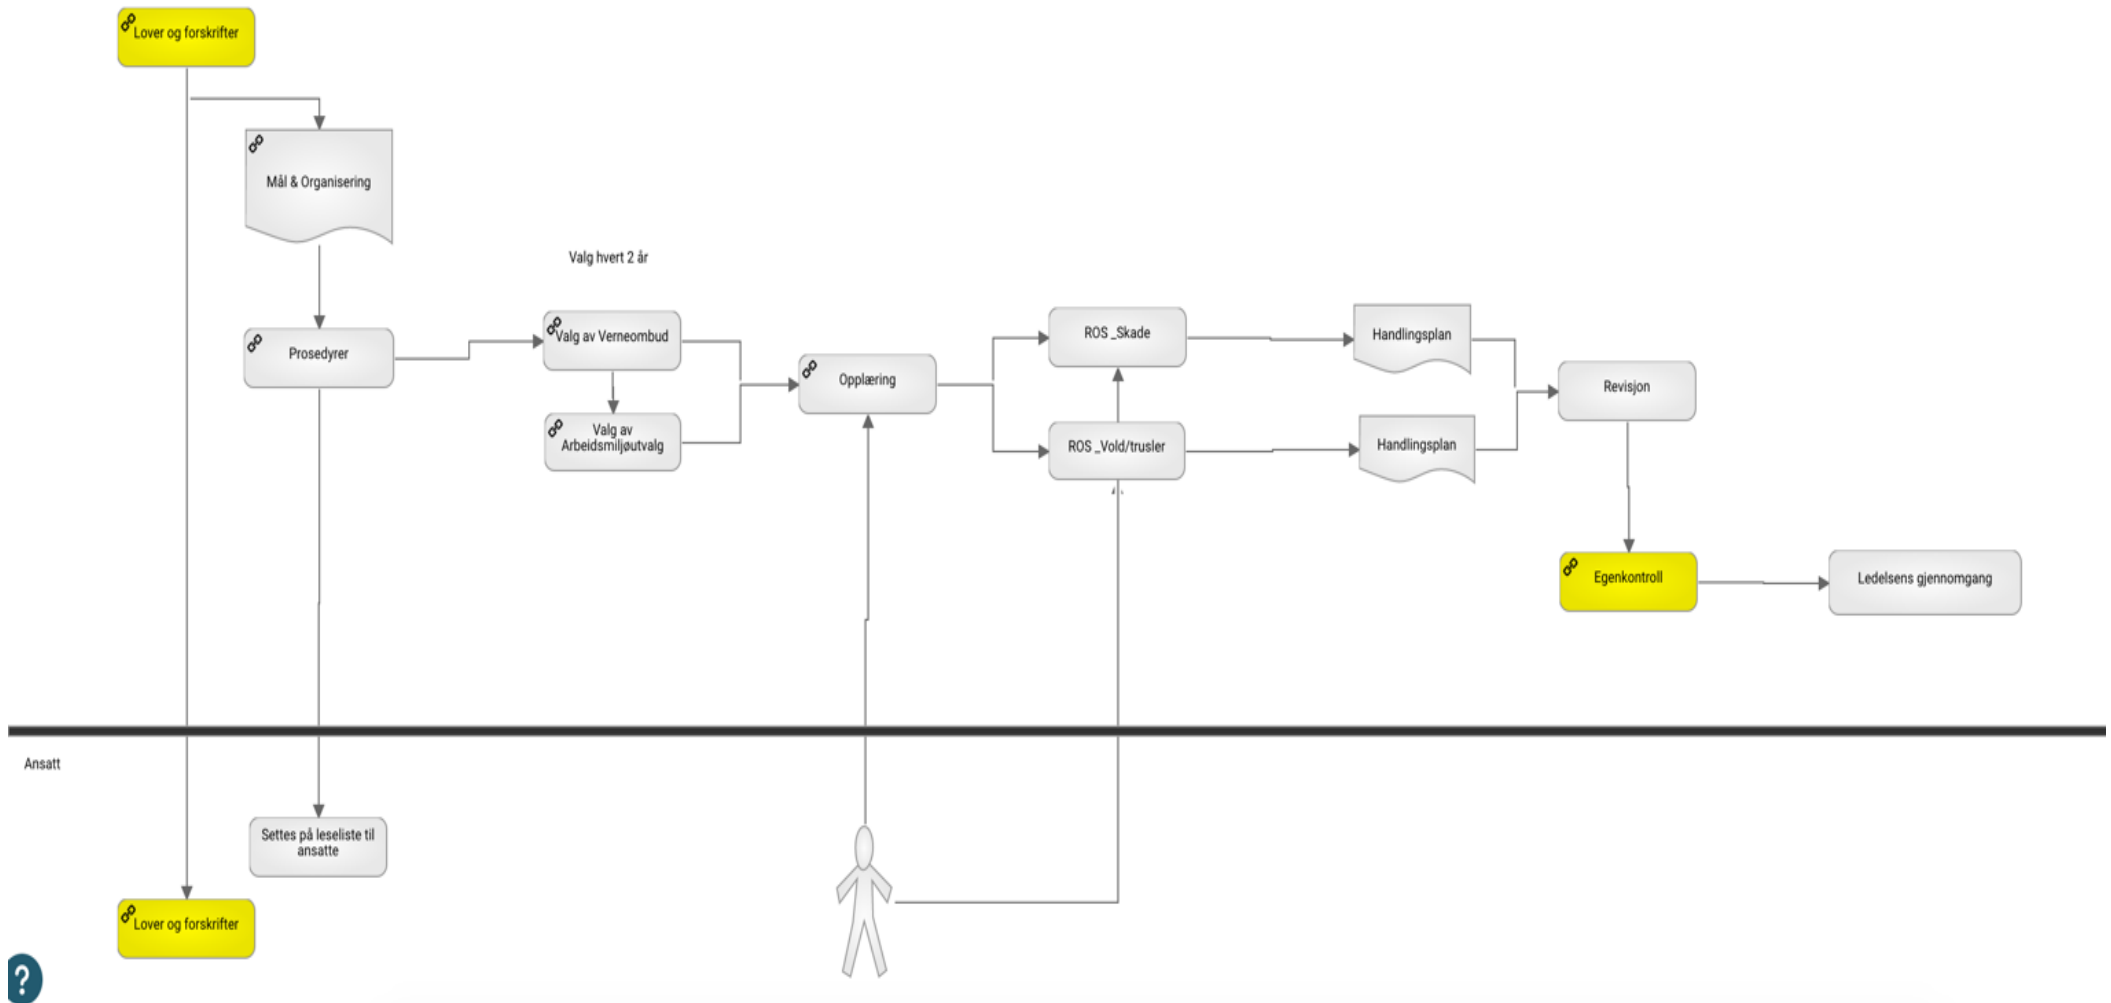 Lover og forskrifter
Mål & Organisering
Valg hvert 2 år
Prosedyrer
Valg av Verneombud
Valg av
Arbeidsmiljøutvalg
Opplæring
ROS _Skade
ROS _Vold/trusler
Handlingsplan
Handlingsplan
Revisjon
Egenkontroll
Ledelsens gjennomgang
Ansatt
Settes på leseliste til
ansatte
Lover og forskrifter
?